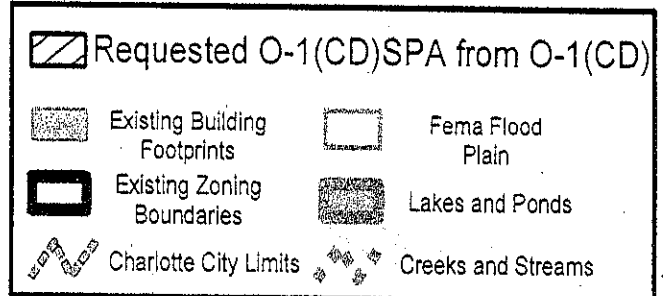 Requested O-1(CD)SPA from O-1(CD)
Existing Building
Footprints
Fema Flood
Plain
Existing Zoning
Boundaries
Lakes and Ponds
Charlotte City Limits
Creeks and Streams